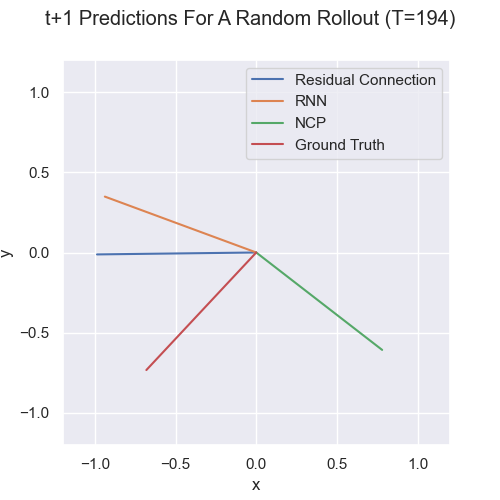 t+1 Predictions For A Random Rollout (T=194)
Residual Connection
RNN
NCP
Ground Truth
1.0
0.5
0.0
−0.5
−1.0
y
−1.0 −0.5 0.0 0.5 1.0
x